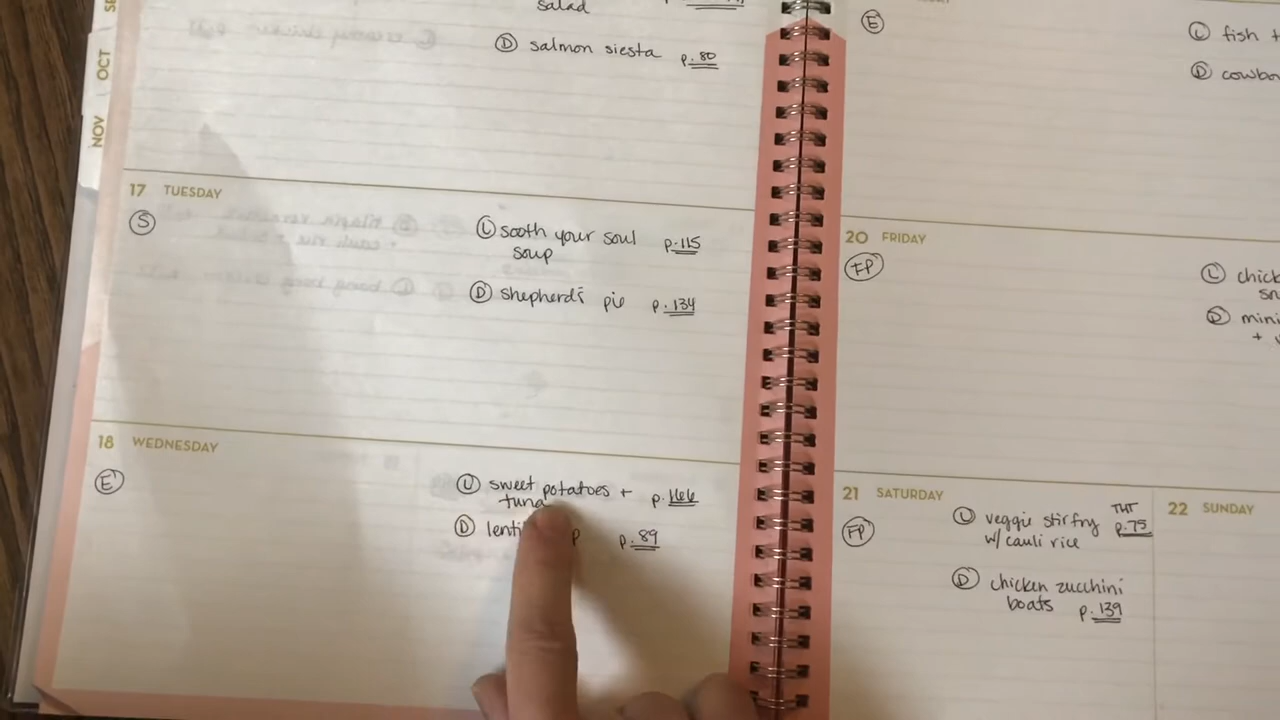 NOV
OCT
salad
D salmon siesta p.80
17 TUESDAY
S
L sooth your soul p.115
soup
D shepherd's pie p.134
18 WEDNESDAY
E
L sweet potatoes + p.166
tuna
D p.89
E
L fish +
D
20 FRIDAY
FP
L
D
+
21 SATURDAY
FP
L veggie stirfry THT
w/ cauli rice p.75
D chicken zucchini
boats p.139
22 SUNDAY